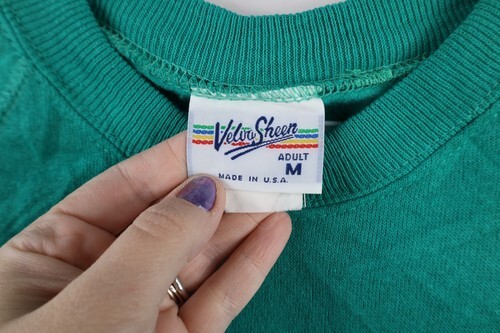 Velva Sheen
ADULT
M
MADE IN U.S.A.